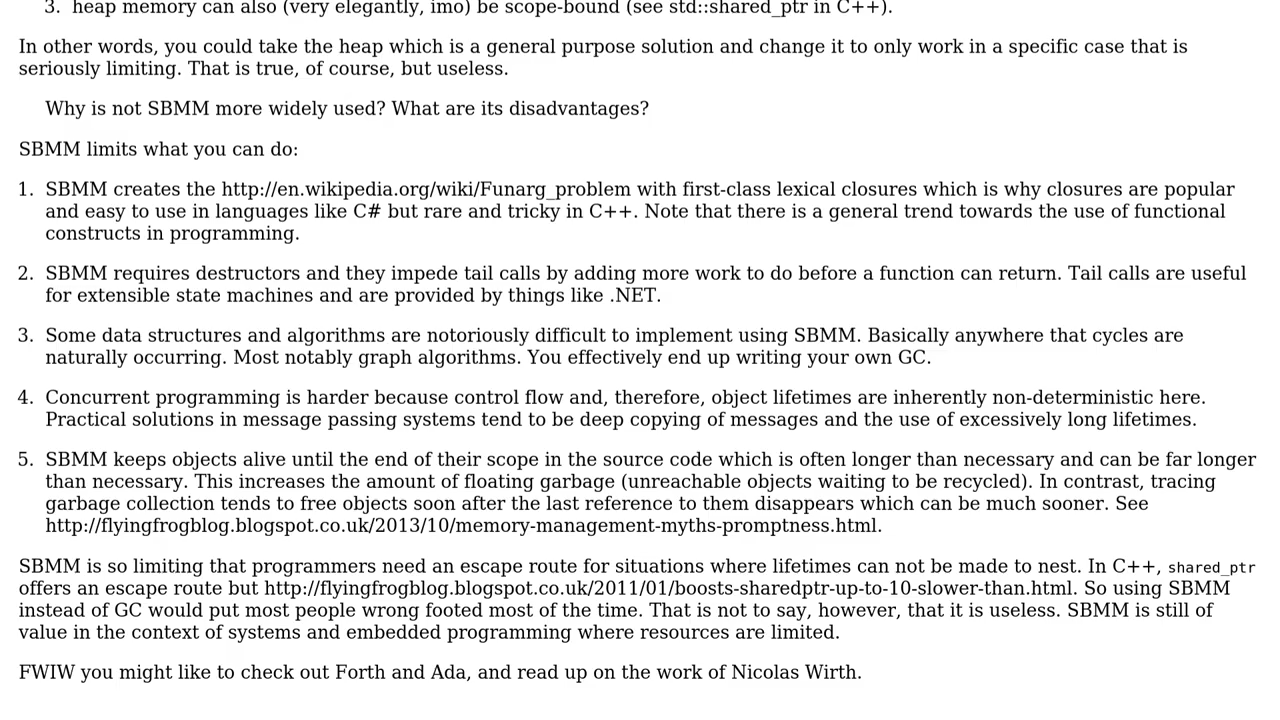 3. heap memory can also (very elegantly, imo) be scope-bound (see std::shared_ptr in C++).
In other words, you could take the heap which is a general purpose solution and change it to only work in a specific case that is
seriously limiting. That is true, of course, but useless.
Why is not SBMM more widely used? What are its disadvantages?
SBMM limits what you can do:
1. SBMM creates the http://en.wikipedia.org/wiki/Funarg_problem with first-class lexical closures which is why closures are popular
and easy to use in languages like C# but rare and tricky in C++. Note that there is a general trend towards the use of functional
constructs in programming.
2. SBMM requires destructors and they impede tail calls by adding more work to do before a function can return. Tail calls are useful
for extensible state machines and are provided by things like .NET.
3. Some data structures and algorithms are notoriously difficult to implement using SBMM. Basically anywhere that cycles are
naturally occurring. Most notably graph algorithms. You effectively end up writing your own GC.
4. Concurrent programming is harder because control flow and, therefore, object lifetimes are inherently non-deterministic here.
Practical solutions in message passing systems tend to be deep copying of messages and the use of excessively long lifetimes.
5. SBMM keeps objects alive until the end of their scope in the source code which is often longer than necessary and can be far longer
than necessary. This increases the amount of floating garbage (unreachable objects waiting to be recycled). In contrast, tracing
garbage collection tends to free objects soon after the last reference to them disappears which can be much sooner. See
http://flyingfrogblog.blogspot.co.uk/2013/10/memory-management-myths-promptness.html.
SBMM is so limiting that programmers need an escape route for situations where lifetimes can not be made to nest. In C++, shared_ptr
offers an escape route but http://flyingfrogblog.blogspot.co.uk/2011/01/boosts-sharedptr-up-to-10-slower-than.html. So using SBMM
instead of GC would put most people wrong footed most of the time. That is not to say, however, that it is useless. SBMM is still of
value in the context of systems and embedded programming where resources are limited.
FWIW you might like to check out Forth and Ada, and read up on the work of Nicolas Wirth.